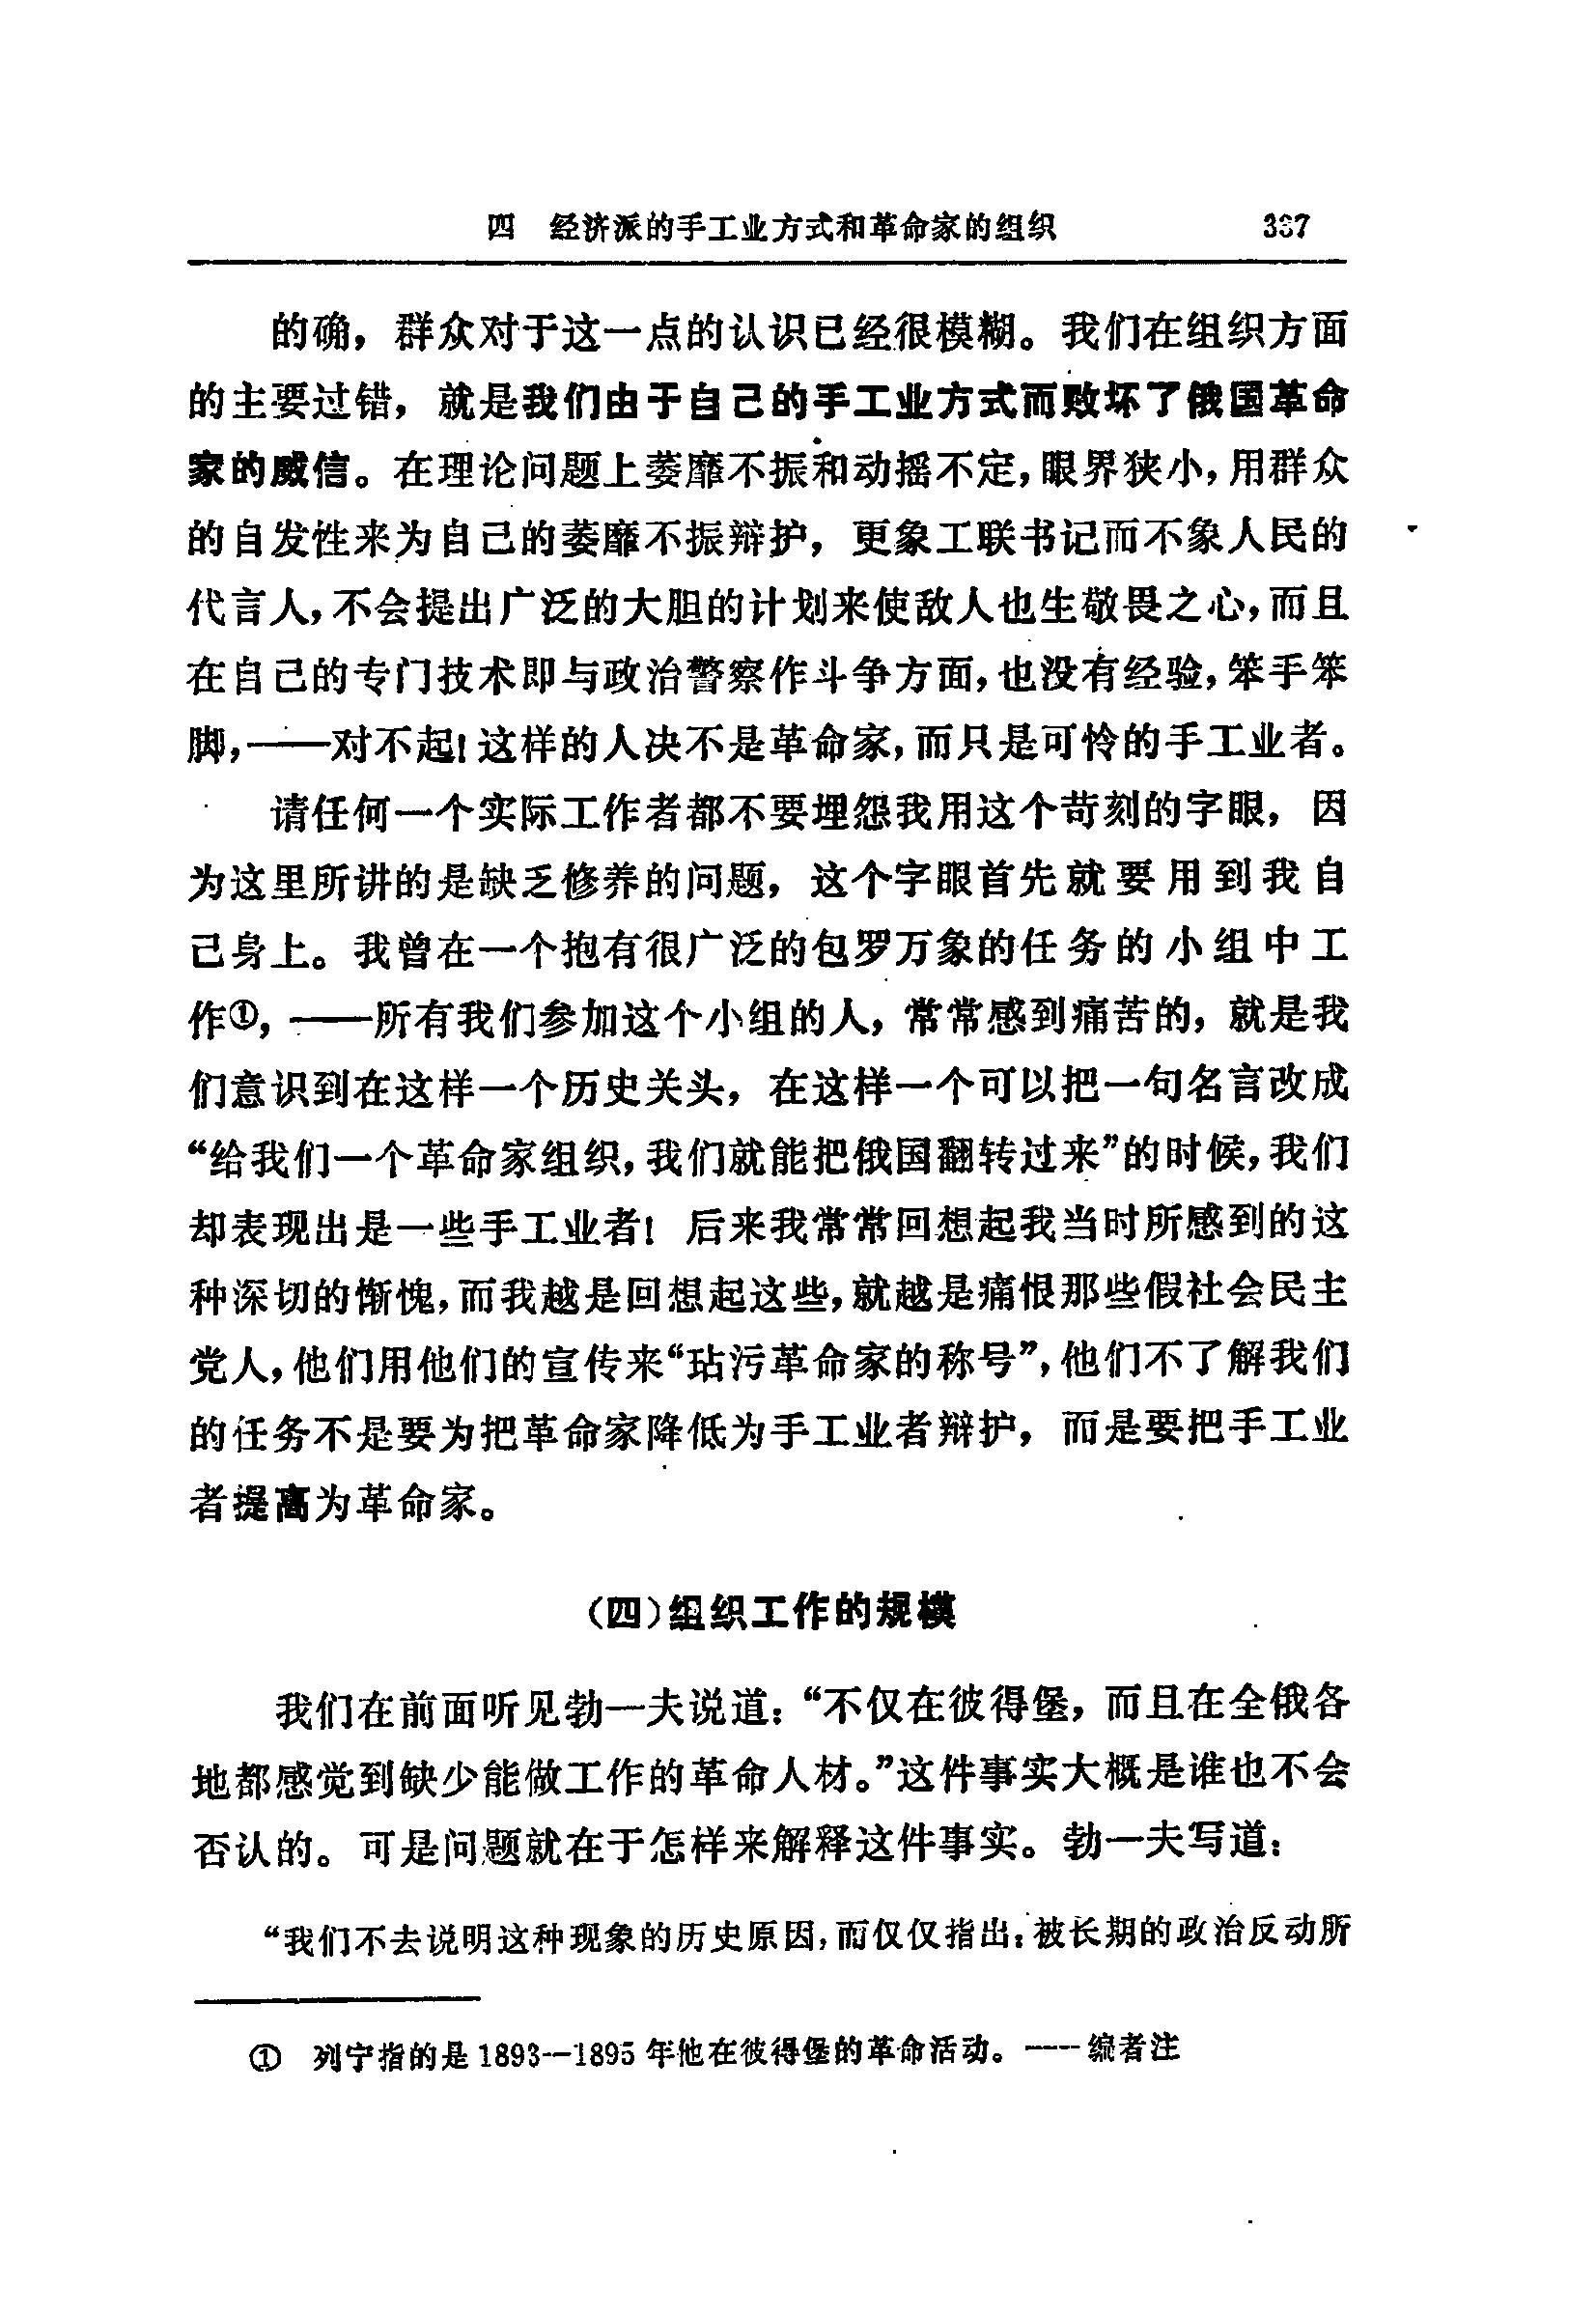 四 经济派的手工业方式和革命家的组织 337
的确，群众对于这一点的认识已经很模糊。我们在组织方面
的主要过错，就是我们由于自己的手工业方式而败坏了俄国革命
家的威信。在理论问题上萎靡不振和动摇不定，眼界狭小，用群众
的自发性来为自己的萎靡不振辩护，更象工联书记而不象人民的
代言人，不会提出广泛的大胆的计划来使敌人也生敬畏之心，而且
在自己的专门技术即与政治警察作斗争方面，也没有经验，笨手笨
脚，——对不起！这样的人决不是革命家，而只是可怜的手工业者。
请任何一个实际工作者都不要埋怨我用这个苛刻的字眼，因
为这里所讲的是缺乏修养的问题，这个字眼首先就要用到我自
己身上。我曾在一个抱有很广泛的包罗万象的任务的小组中工
作①，——所有我们参加这个小组的人，常常感到痛苦的，就是我
们意识到在这样一个历史关头，在这样一个可以把一句名言改成
“给我们一个革命家组织，我们就能把俄国翻转过来”的时候，我们
却表现出是一些手工业者！后来我常常回想起我当时所感到的这
种深切的惭愧，而我越是回想起这些，就越是痛恨那些假社会民主
党人，他们用他们的宣传来“玷污革命家的称号”，他们不了解我们
的任务不是要为把革命家降低为手工业者辩护，而是要把手工业
者提高为革命家。
（四）组织工作的规模
我们在前面听见勃—夫说道：“不仅在彼得堡，而且在全俄各
地都感觉到缺少能做工作的革命人材。”这件事实大概是谁也不会
否认的。可是问题就在于怎样来解释这件事实。勃—夫写道：
“我们不去说明这种现象的历史原因，而仅仅指出：被长期的政治反动所
① 列宁指的是1893—1895年他在彼得堡的革命活动。——编者注